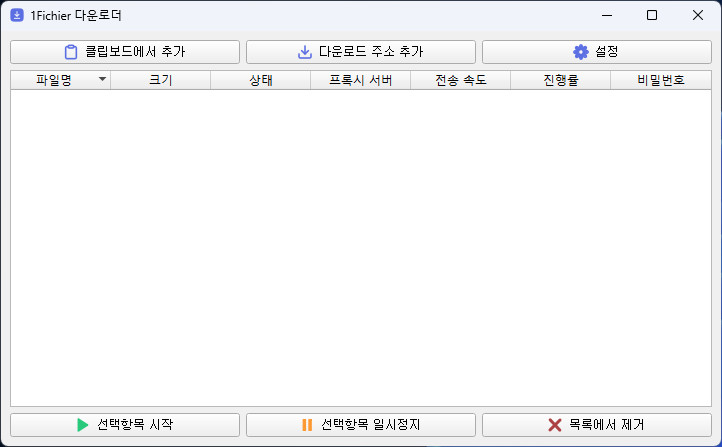 1Fichier 다운로더
클립보드에서 추가 다운로드 주소 추가 설정
파일명 크기 상태 프록시 서버 전송 속도 진행률 비밀번호
선택항목 시작 선택항목 일시정지 목록에서 제거